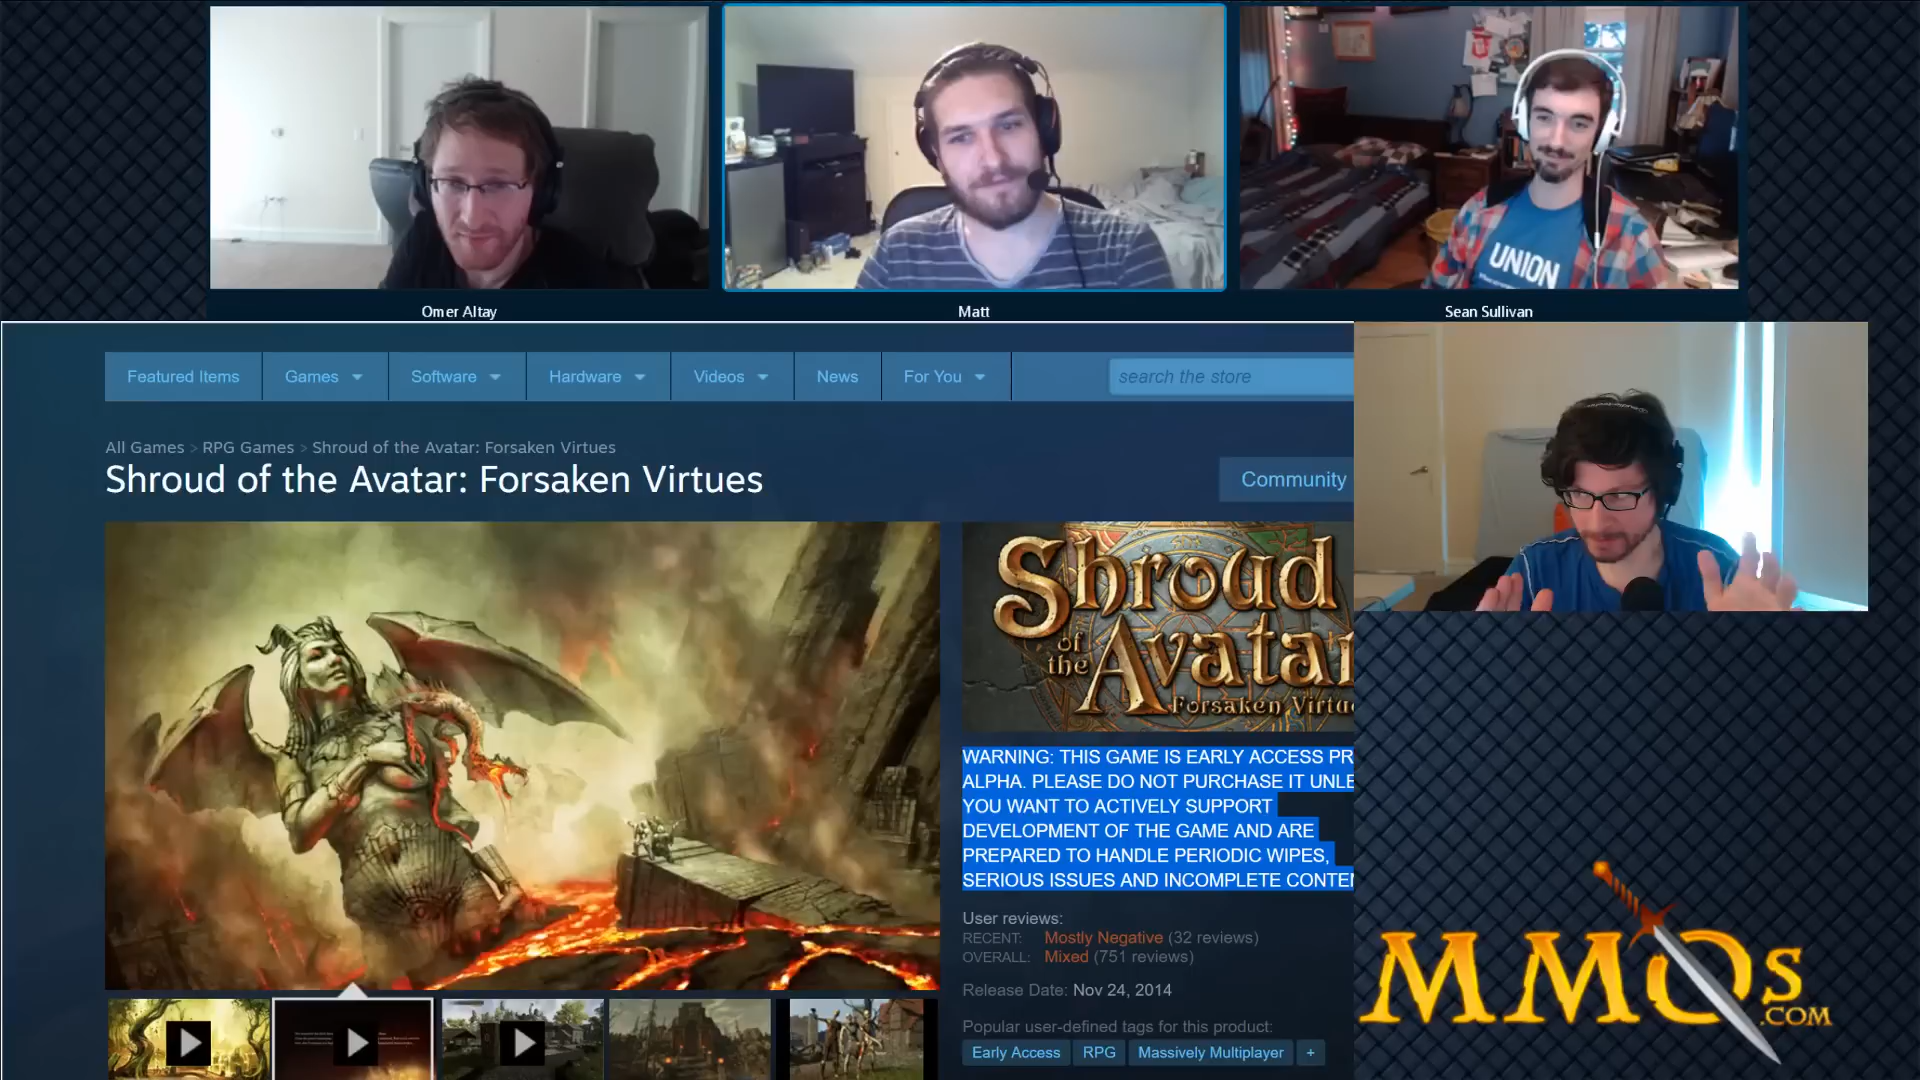 Omer Altay
Matt
Sean Sullivan
UNION
Featured Items
Games
Software
Hardware
Videos
News
For You
search the store
All Games > RPG Games > Shroud of the Avatar: Forsaken Virtues
Shroud of the Avatar: Forsaken Virtues
Community
Shroud
of
the Avatar
Forsaken Virtu
WARNING: THIS GAME IS EARLY ACCESS PR
ALPHA. PLEASE DO NOT PURCHASE IT UNLE
YOU WANT TO ACTIVELY SUPPORT
DEVELOPMENT OF THE GAME AND ARE
PREPARED TO HANDLE PERIODIC WIPES,
SERIOUS ISSUES AND INCOMPLETE CONTEN
User reviews:
RECENT: Mostly Negative (32 reviews)
OVERALL: Mixed (751 reviews)
Release Date: Nov 24, 2014
Popular user-defined tags for this product:
Early Access RPG Massively Multiplayer +
MMOs
.COM